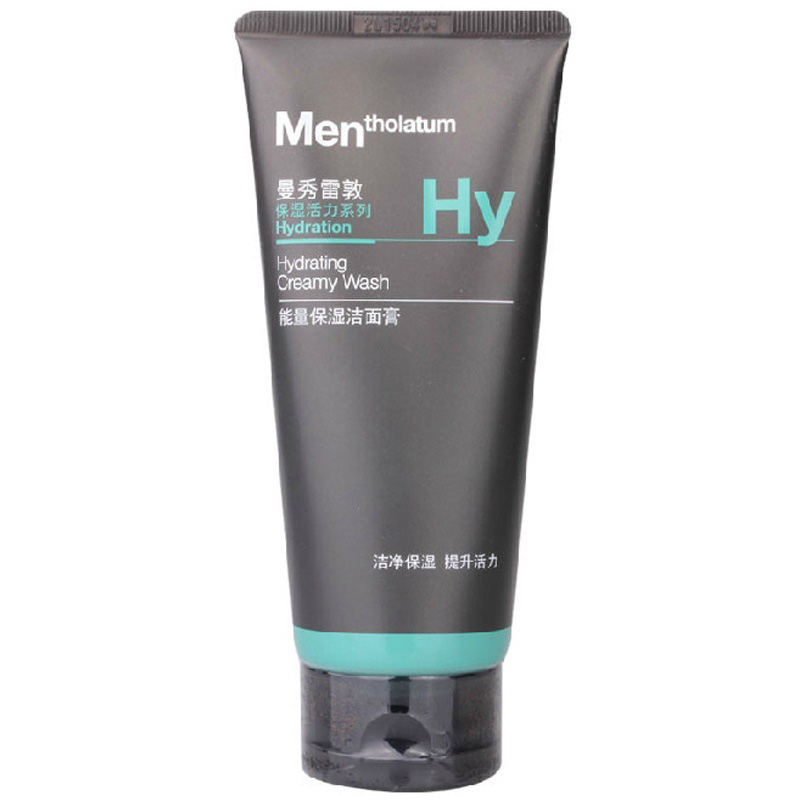 Mentholatum
曼秀雷敦
Hy
保湿活力系列
Hydration
Hydrating
Creamy Wash
能量保湿洁面膏
洁净保湿 提升活力